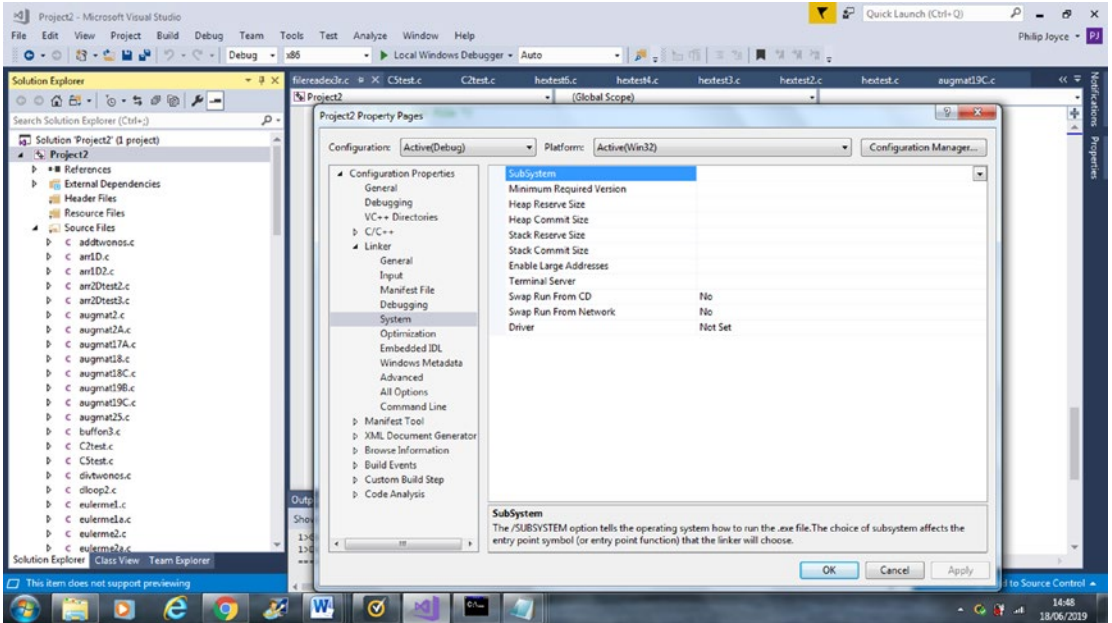 Project2 - Microsoft Visual Studio
Quick Launch (Ctrl+Q)
File Edit View Project Build Debug Team Tools Test Analyze Window Help
Philip Joyce PJ
Debug x86 Local Windows Debugger Auto
Solution Explorer
Search Solution Explorer (Ctrl+;)
Solution 'Project2' (1 project)
Project2
References
External Dependencies
Header Files
Resource Files
Source Files
addtwonos.c
arr1D.c
arr1D2.c
arr2Dtest2.c
arr2Dtest3.c
augmat2.c
augmat2A.c
augmat17A.c
augmat18.c
augmat18C.c
augmat19B.c
augmat19C.c
augmat25.c
buffon3.c
C2test.c
C5test.c
divtwonos.c
dloop2.c
eulerme1.c
eulerme1a.c
eulerme2.c
eulerme2a.c
Solution Explorer Class View Team Explorer
filereadec3r.c C5test.c C2test.c hextest6.c hextest4.c hextest3.c hextest2.c hextest.c augmat19C.c
Project2 (Global Scope)
Notifications
Properties
Project2 Property Pages
Configuration: Active(Debug) Platform: Active(Win32) Configuration Manager...
Configuration Properties
General
Debugging
VC++ Directories
C/C++
Linker
General
Input
Manifest File
Debugging
System
Optimization
Embedded IDL
Windows Metadata
Advanced
All Options
Command Line
Manifest Tool
XML Document Generator
Browse Information
Build Events
Custom Build Step
Code Analysis
SubSystem
Minimum Required Version
Heap Reserve Size
Heap Commit Size
Stack Reserve Size
Stack Commit Size
Enable Large Addresses
Terminal Server
Swap Run From CD No
Swap Run From Network No
Driver Not Set
SubSystem
The /SUBSYSTEM option tells the operating system how to run the .exe file.The choice of subsystem affects the
entry point symbol (or entry point function) that the linker will choose.
OK Cancel Apply
Outp
Show
This item does not support previewing
to Source Control
14:48
18/06/2019